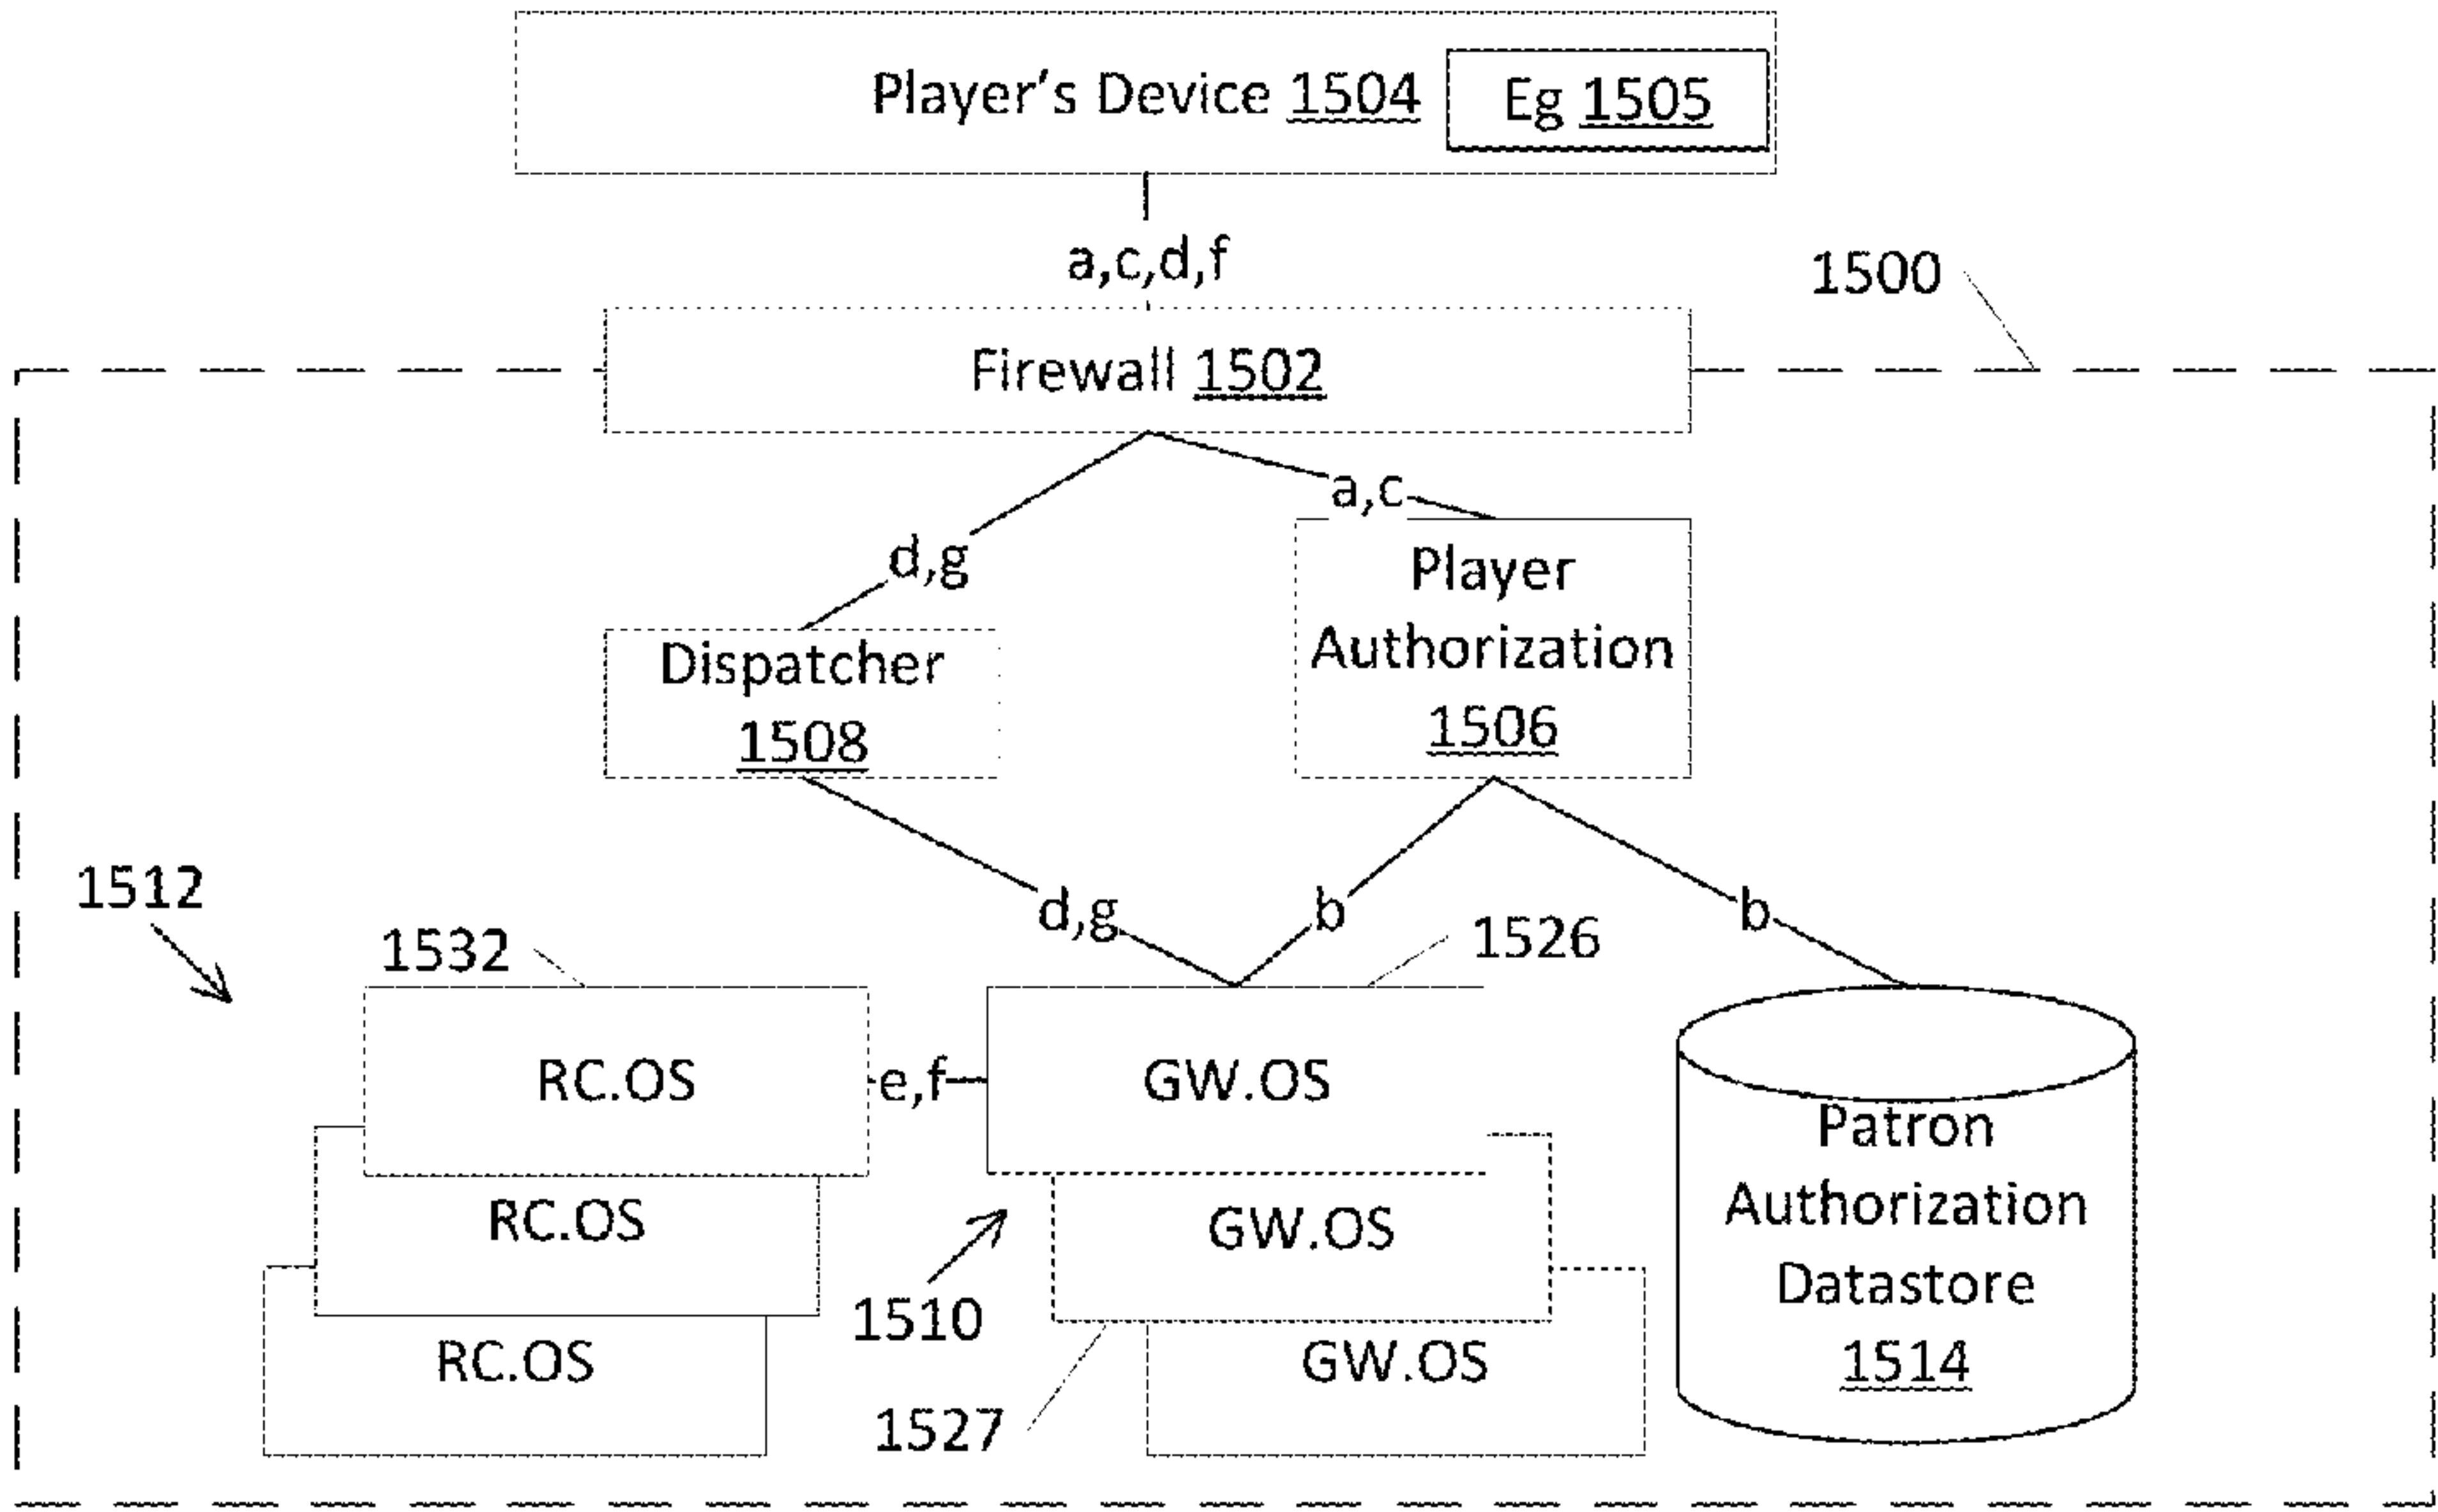 Player's Device 1504
Eg 1505
a,c,d,f
1500
Firewall 1502
a,c
d,g
Player
Authorization
1506
Dispatcher
1508
1512
d,g
b
b
1532
1526
RC.OS
e,f
GW.OS
Patron
Authorization
Datastore
1514
RC.OS
GW.OS
1510
RC.OS
GW.OS
1527